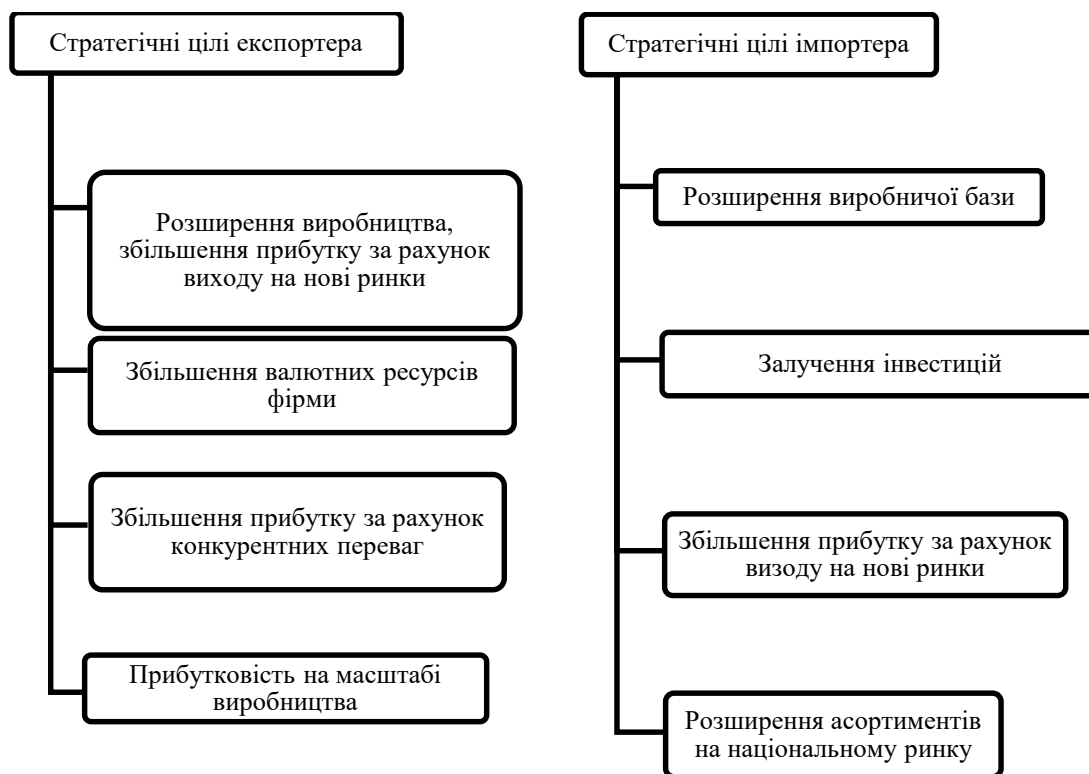 Стратегічні цілі експортера
Розширення виробництва,
збільшення прибутку за рахунок
виходу на нові ринки
Збільшення валютних ресурсів
фірми
Збільшення прибутку за рахунок
конкурентних переваг
Прибутковість на масштабі
виробництва
Стратегічні цілі імпортера
Розширення виробничої бази
Залучення інвестицій
Збільшення прибутку за рахунок
визоду на нові ринки
Розширення асортиментів
на національному ринку